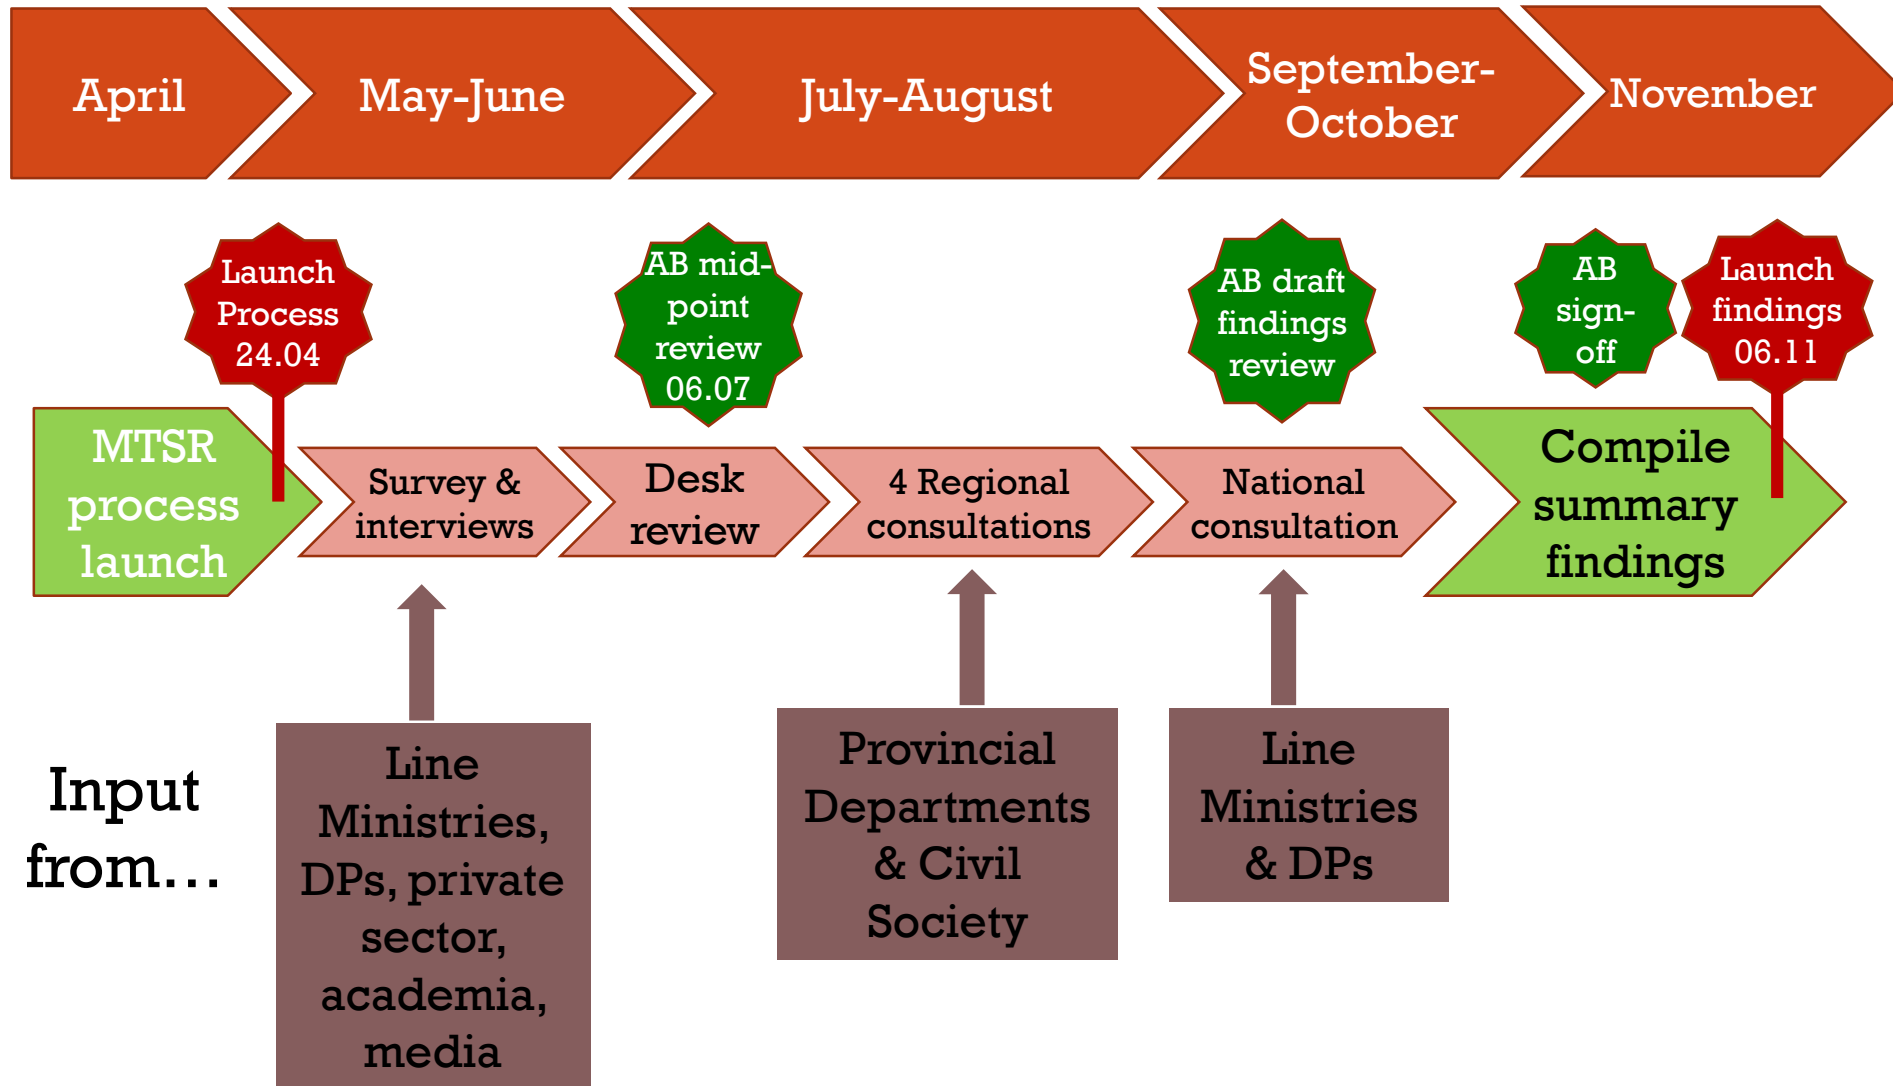 April
May-June
July-August
September-
October
November
Launch
Process
24.04
AB mid-
point
review
06.07
AB draft
findings
review
AB
sign-
off
Launch
findings
06.11
MTSR
process
launch
Survey &
interviews
Desk
review
4 Regional
consultations
National
consultation
Compile
summary
findings
Input
from...
Line
Ministries,
DPs, private
sector,
academia,
media
Provincial
Departments
& Civil
Society
Line
Ministries
& DPs